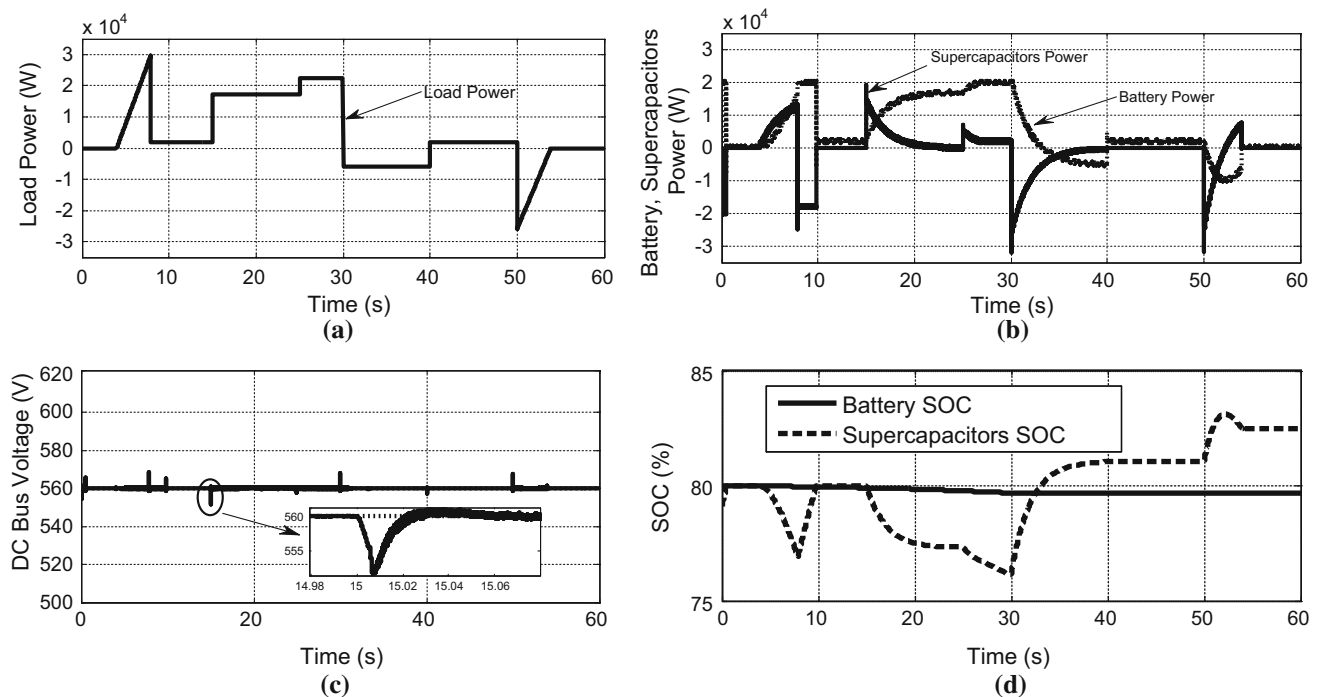 x 10⁴
3
2
1
0
-1
-2
-3
Load Power (W)
Load Power
0 10 20 30 40 50 60
Time (s)
(a)
x 10⁴
3
2
1
0
-1
-2
-3
Battery, Supercapacitors
Power (W)
Supercapacitors Power
Battery Power
0 10 20 30 40 50 60
Time (s)
(b)
620
600
580
560
540
520
500
DC Bus Voltage (V)
560
555
14.98 15 15.02 15.04 15.06
0 20 40 60
Time (s)
(c)
85
80
75
SOC (%)
Battery SOC
Supercapacitors SOC
0 10 20 30 40 50 60
Time (s)
(d)